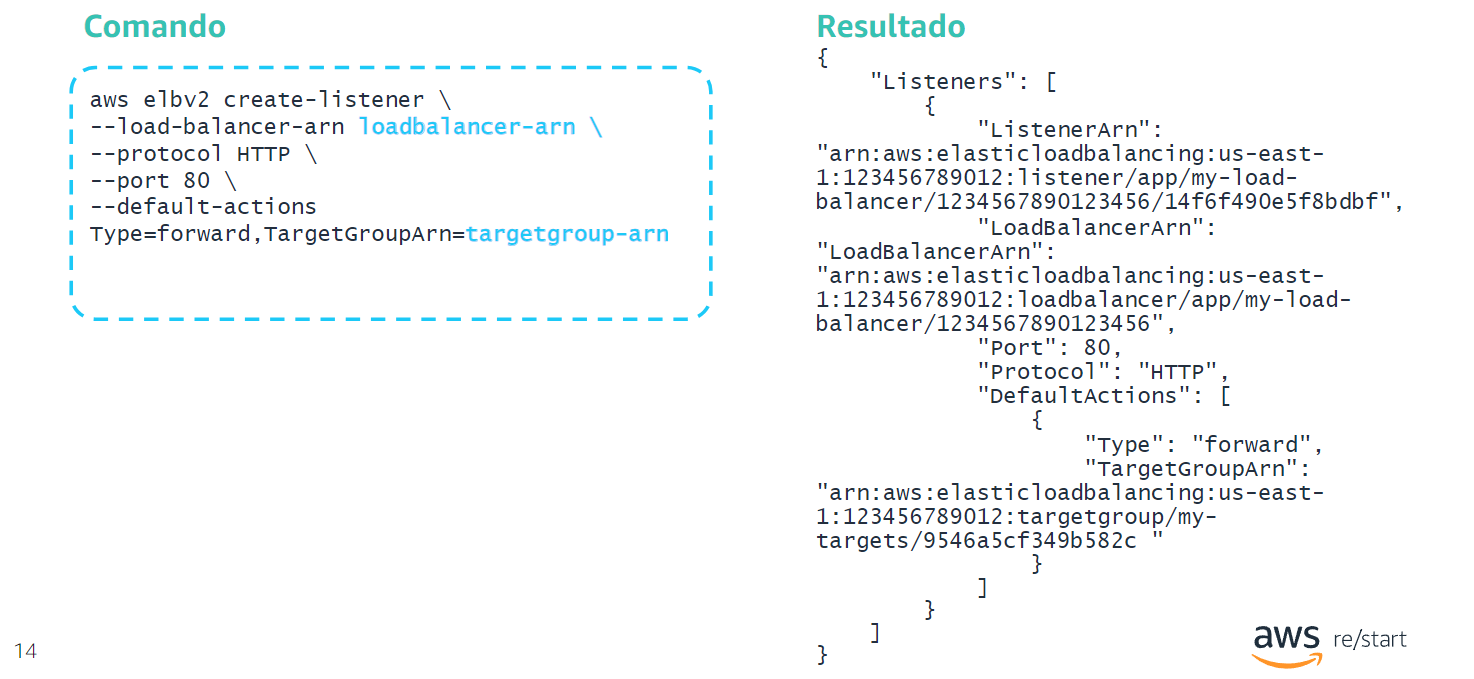 Comando
aws elbv2 create-listener \
--load-balancer-arn loadbalancer-arn \
--protocol HTTP \
--port 80 \
--default-actions
Type=forward,TargetGroupArn=targetgroup-arn
Resultado
{
    "Listeners": [
        {
            "ListenerArn":
"arn:aws:elasticloadbalancing:us-east-
1:123456789012:listener/app/my-load-
balancer/1234567890123456/14f6f490e5f8bdbf",
            "LoadBalancerArn":
"LoadBalancerArn":
"arn:aws:elasticloadbalancing:us-east-
1:123456789012:loadbalancer/app/my-load-
balancer/1234567890123456",
            "Port": 80,
            "Protocol": "HTTP",
            "DefaultActions": [
                {
                    "Type": "forward",
                    "TargetGroupArn":
"arn:aws:elasticloadbalancing:us-east-
1:123456789012:targetgroup/my-
targets/9546a5cf349b582c "
                }
            ]
        }
    ]
}
14
aws re/start